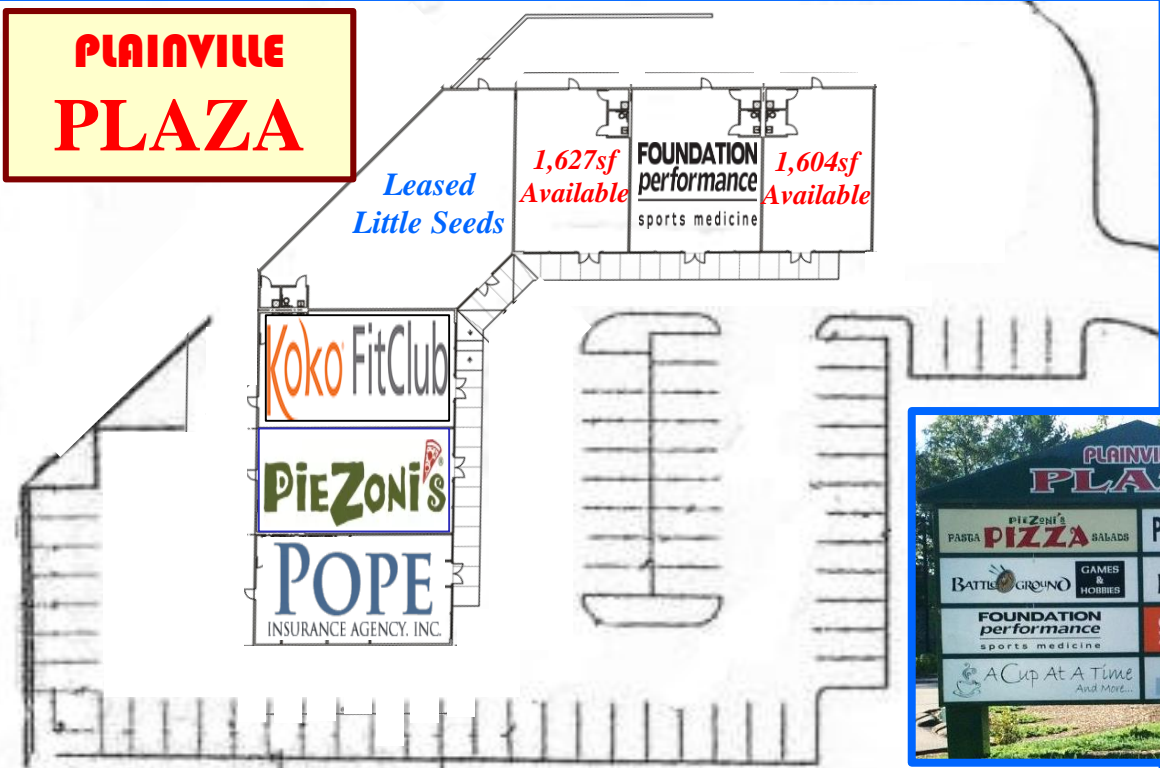 PLAINVILLE
PLAZA
Leased
Little Seeds
1,627sf
Available
FOUNDATION
performance
sports medicine
1,604sf
Available
Koko FitClub
PiEZONi'S
POPE
INSURANCE AGENCY. INC.
PiEZONi'S
PASTA PIZZA SALADS
BATTLEGROUND GAMES & HOBBIES
FOUNDATION
performance
sports medicine
A Cup At A Time
And More...